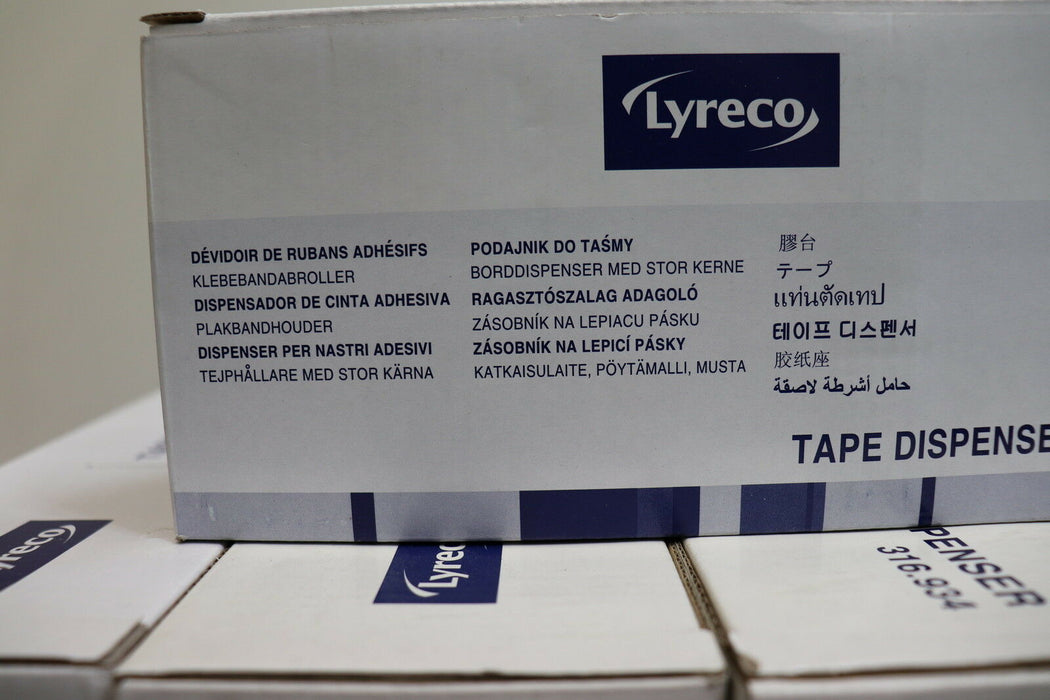 Lyreco
DÉVIDOIR DE RUBANS ADHÉSIFS
KLEBEBANDABROLLER
DISPENSADOR DE CINTA ADHESIVA
PLAKBANDHOUDER
DISPENSER PER NASTRI ADESIVI
TEJPHÅLLARE MED STOR KÄRNA
PODAJNIK DO TAŚMY
BORDDISPENSER MED STOR KERNE
RAGASZTÓSZALAG ADAGOLÓ
ZÁSOBNÍK NA LEPIACU PÁSKU
ZÁSOBNÍK NA LEPICÍ PÁSKY
KATKAISULAITE, PÖYTÄMALLI, MUSTA
膠台
テープ
แท่นตัดเทป
테이프 디스펜서
胶纸座
حامل أشرطة لاصقة
TAPE DISPENSE
yreco
Lyrec
PENSER
316.934